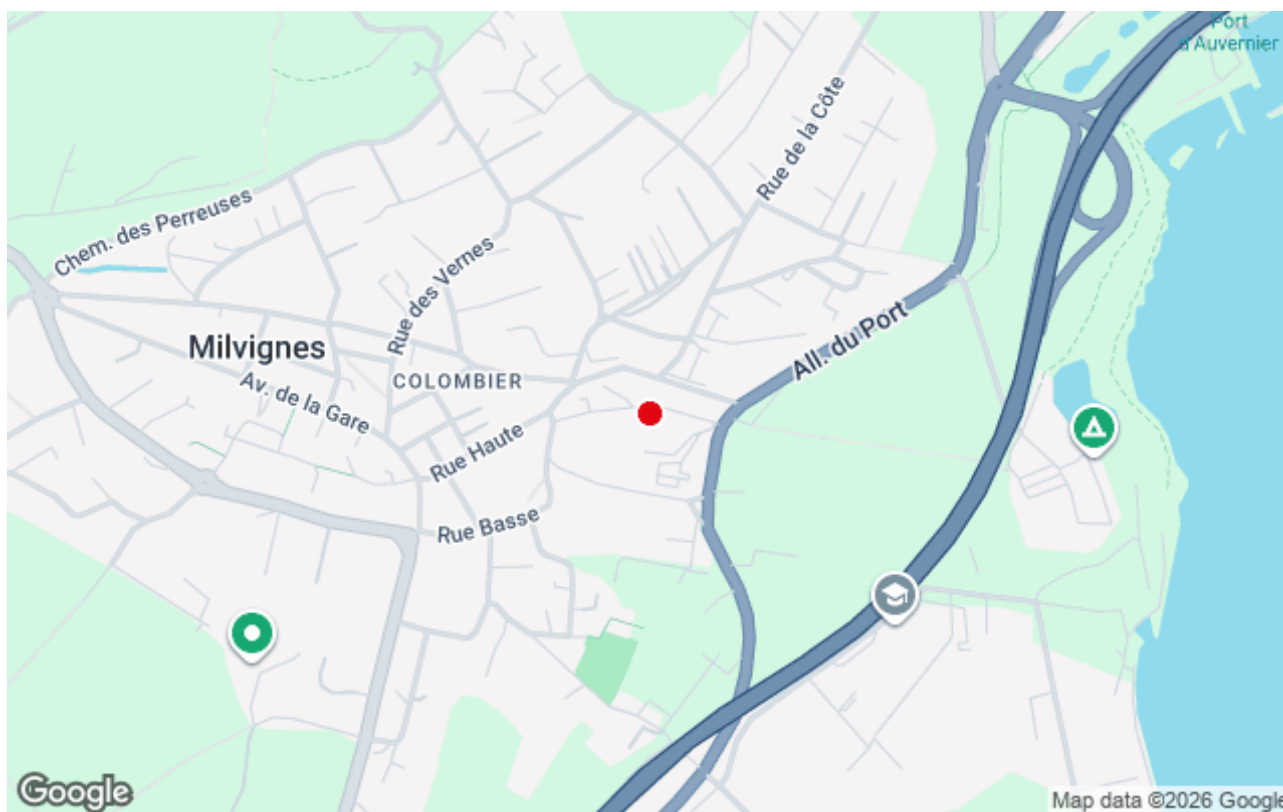 Port
d'Auvernier
Rue de la Côte
Chem. des Perreuses
Rue des Vernes
All. du Port
Milvignes
COLOMBIER
Av. de la Gare
Rue Haute
Rue Basse
Google
Map data ©2026 Google